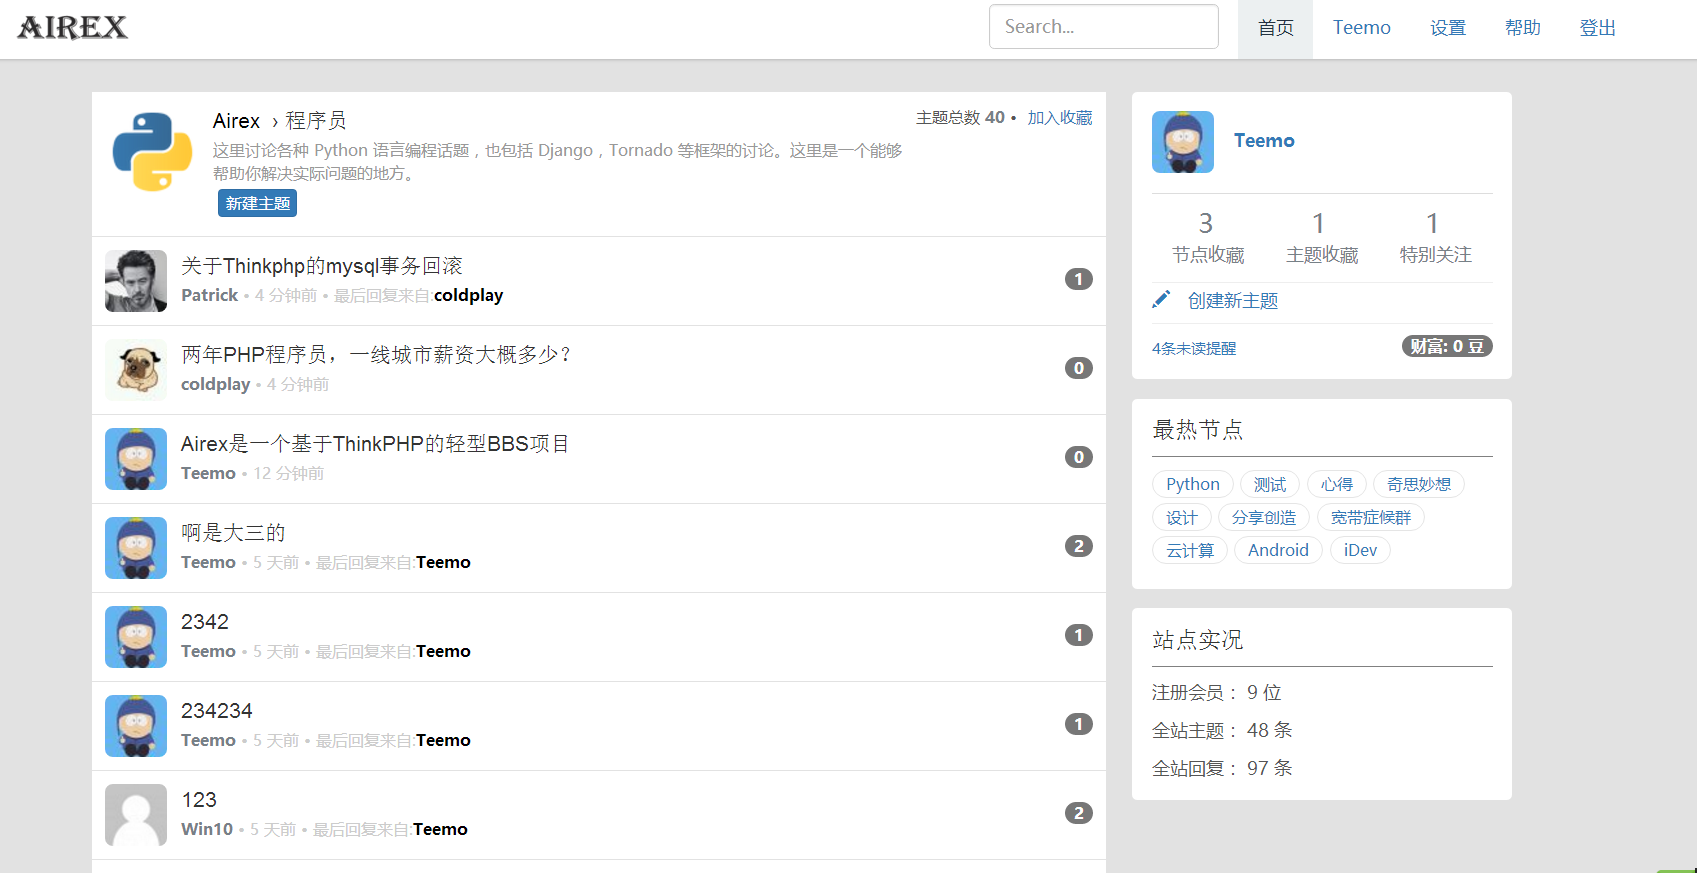 AIREX
Search...
首页
Teemo
设置
帮助
登出
Airex › 程序员
主题总数 40 • 加入收藏
这里讨论各种 Python 语言编程话题，也包括 Django，Tornado 等框架的讨论。这里是一个能够
帮助你解决实际问题的地方。
新建主题
关于Thinkphp的mysql事务回滚
Patrick • 4 分钟前 • 最后回复来自:coldplay
1
两年PHP程序员，一线城市薪资大概多少？
coldplay • 4 分钟前
0
Airex是一个基于ThinkPHP的轻型BBS项目
Teemo • 12 分钟前
0
啊是大三的
Teemo • 5 天前 • 最后回复来自:Teemo
2
2342
Teemo • 5 天前 • 最后回复来自:Teemo
1
234234
Teemo • 5 天前 • 最后回复来自:Teemo
1
123
Win10 • 5 天前 • 最后回复来自:Teemo
2
Teemo
3 1 1
节点收藏 主题收藏 特别关注
创建新主题
4条未读提醒 财富: 0 豆
最热节点
Python 测试 心得 奇思妙想
设计 分享创造 宽带症候群
云计算 Android iDev
站点实况
注册会员： 9 位
全站主题： 48 条
全站回复： 97 条